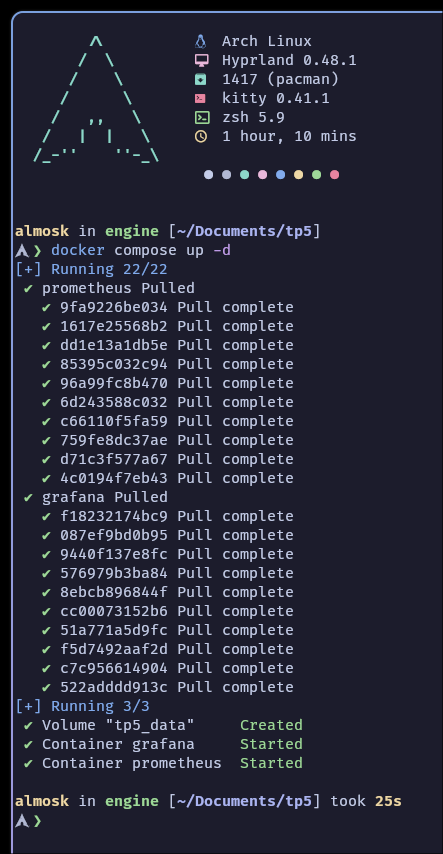 Arch Linux
Hyprland 0.48.1
1417 (pacman)
kitty 0.41.1
zsh 5.9
1 hour, 10 mins
almosk in engine [~/Documents/tp5]
❯ docker compose up -d
[+] Running 22/22
✔ prometheus Pulled
✔ 9fa9226be034 Pull complete
✔ 1617e25568b2 Pull complete
✔ dd1e13a1db5e Pull complete
✔ 85395c032c94 Pull complete
✔ 96a99fc8b470 Pull complete
✔ 6d243588c032 Pull complete
✔ c66110f5fa59 Pull complete
✔ 759fe8dc37ae Pull complete
✔ d71c3f577a67 Pull complete
✔ 4c0194f7eb43 Pull complete
✔ grafana Pulled
✔ f18232174bc9 Pull complete
✔ 087ef9bd0b95 Pull complete
✔ 9440f137e8fc Pull complete
✔ 576979b3ba84 Pull complete
✔ 8ebcb896844f Pull complete
✔ cc00073152b6 Pull complete
✔ 51a771a5d9fc Pull complete
✔ f5d7492aaf2d Pull complete
✔ c7c956614904 Pull complete
✔ 522adddd913c Pull complete
[+] Running 3/3
✔ Volume "tp5_data" Created
✔ Container grafana Started
✔ Container prometheus Started
almosk in engine [~/Documents/tp5] took 25s
❯